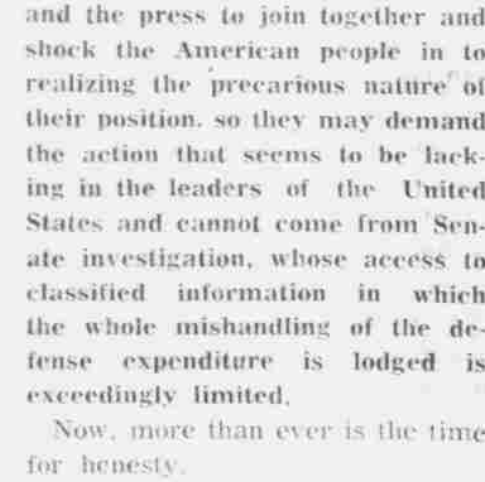 and the press to join together and
shock the American people in to
realizing the precarious nature of
their position. so they may demand
the action that seems to be lack-
ing in the leaders of the United
States and cannot come from Sen-
ate investigation, whose access to
classified information in which
the whole mishandling of the de-
fense expenditure is lodged is
exceedingly limited.
Now, more than ever is the time
for honesty.